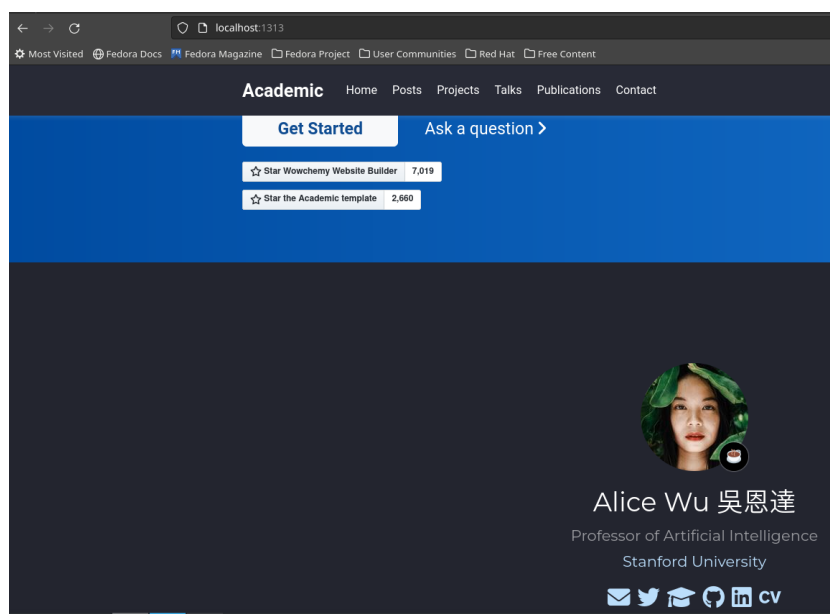 localhost:1313
Most Visited Fedora Docs Fedora Magazine Fedora Project User Communities Red Hat Free Content
Academic Home Posts Projects Talks Publications Contact
Get Started Ask a question
Star Wowchemy Website Builder 7,019
Star the Academic template 2,660
Alice Wu 吳恩達
Professor of Artificial Intelligence
Stanford University
CV